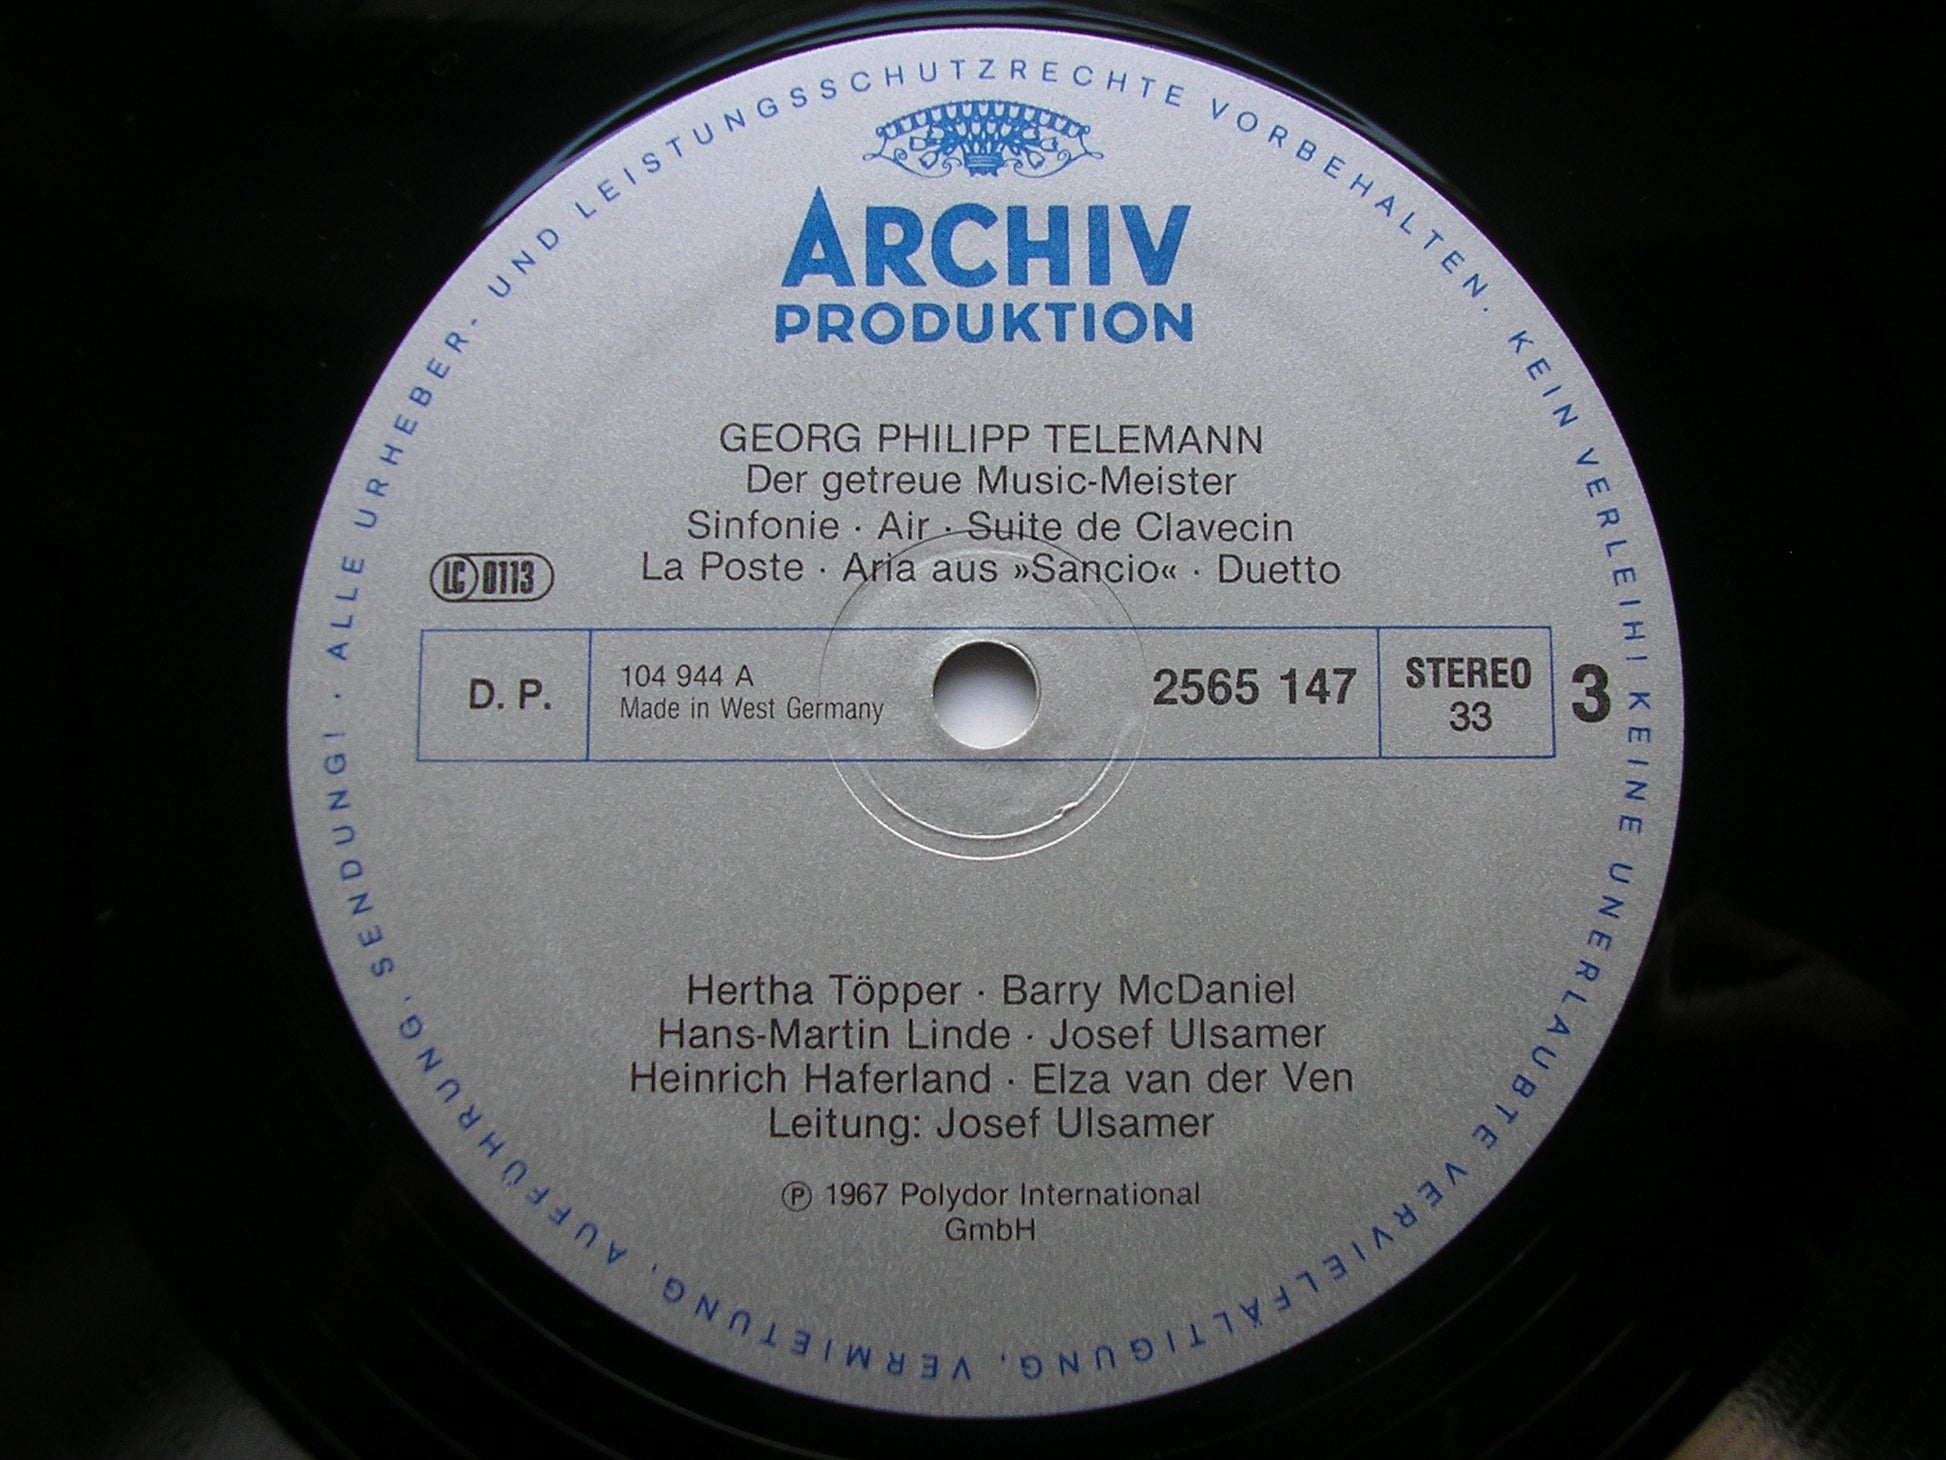 ALLE URHEBER- UND LEISTUNGSSCHUTZRECHTE VORBEHALTEN. KEIN VERLEIH! KEINE UNERLAUBTE VERVIELFÄLTIGUNG, VERMIETUNG, AUFFÜHRUNG, SENDUNG! ·
ARCHIV
PRODUKTION
GEORG PHILIPP TELEMANN
Der getreue Music-Meister
Sinfonie · Air · Suite de Clavecin
La Poste · Aria aus »Sancio« · Duetto
LC 0113
D. P.
104 944 A
Made in West Germany
2565 147
STEREO
33
3
Hertha Töpper · Barry McDaniel
Hans-Martin Linde · Josef Ulsamer
Heinrich Haferland · Elza van der Ven
Leitung: Josef Ulsamer
℗ 1967 Polydor International
GmbH